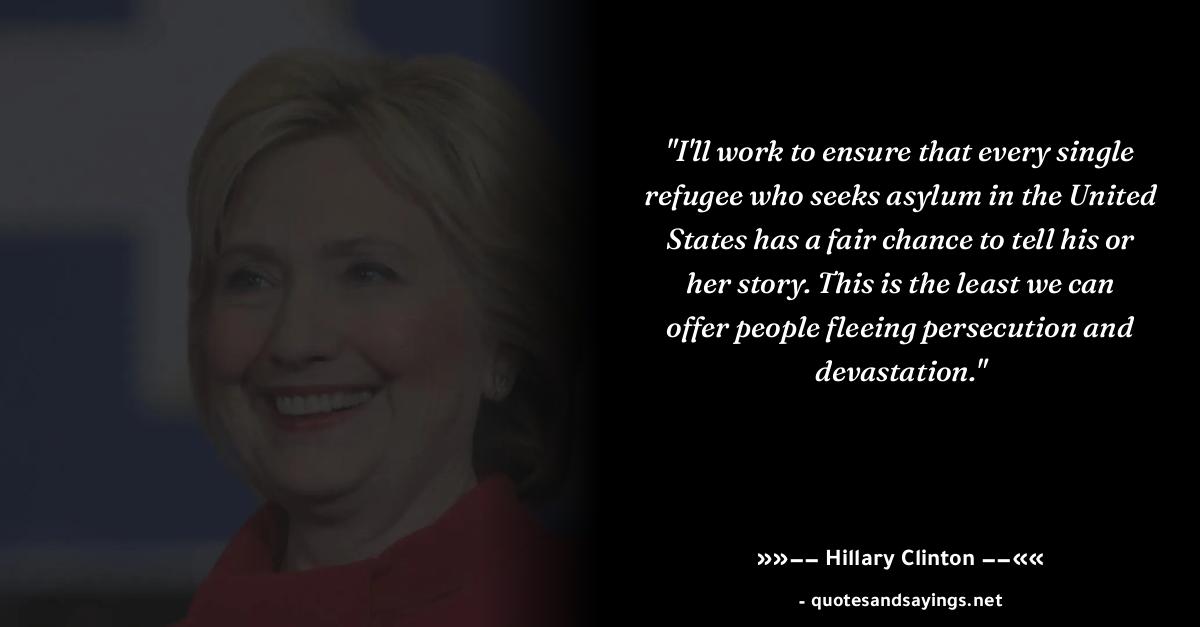 "I'll work to ensure that every single
refugee who seeks asylum in the United
States has a fair chance to tell his or
her story. This is the least we can
offer people fleeing persecution and
devastation."
»»−− Hillary Clinton −−««
- quotesandsayings.net